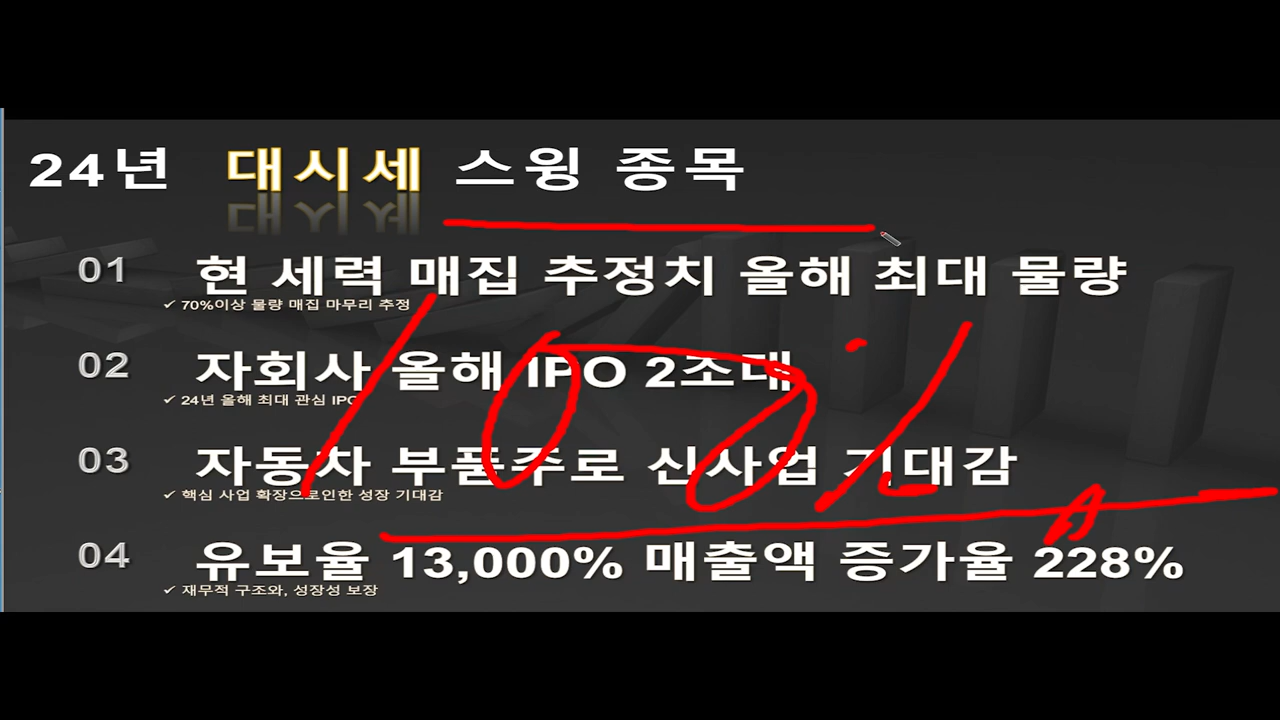 24년 대시세 스윙 종목
01 현 세력 매집 추정치 올해 최대 물량
✓ 70%이상 물량 매집 마무리 추정
02 자회사 올해 IPO 2조대
✓ 24년 올해 최대 관심 IPO
03 자동차 부품주로 신사업 기대감
✓ 핵심 사업 확장으로인한 성장 기대감
04 유보율 13,000% 매출액 증가율 228%
✓ 재무적 구조와, 성장성 보장
100%